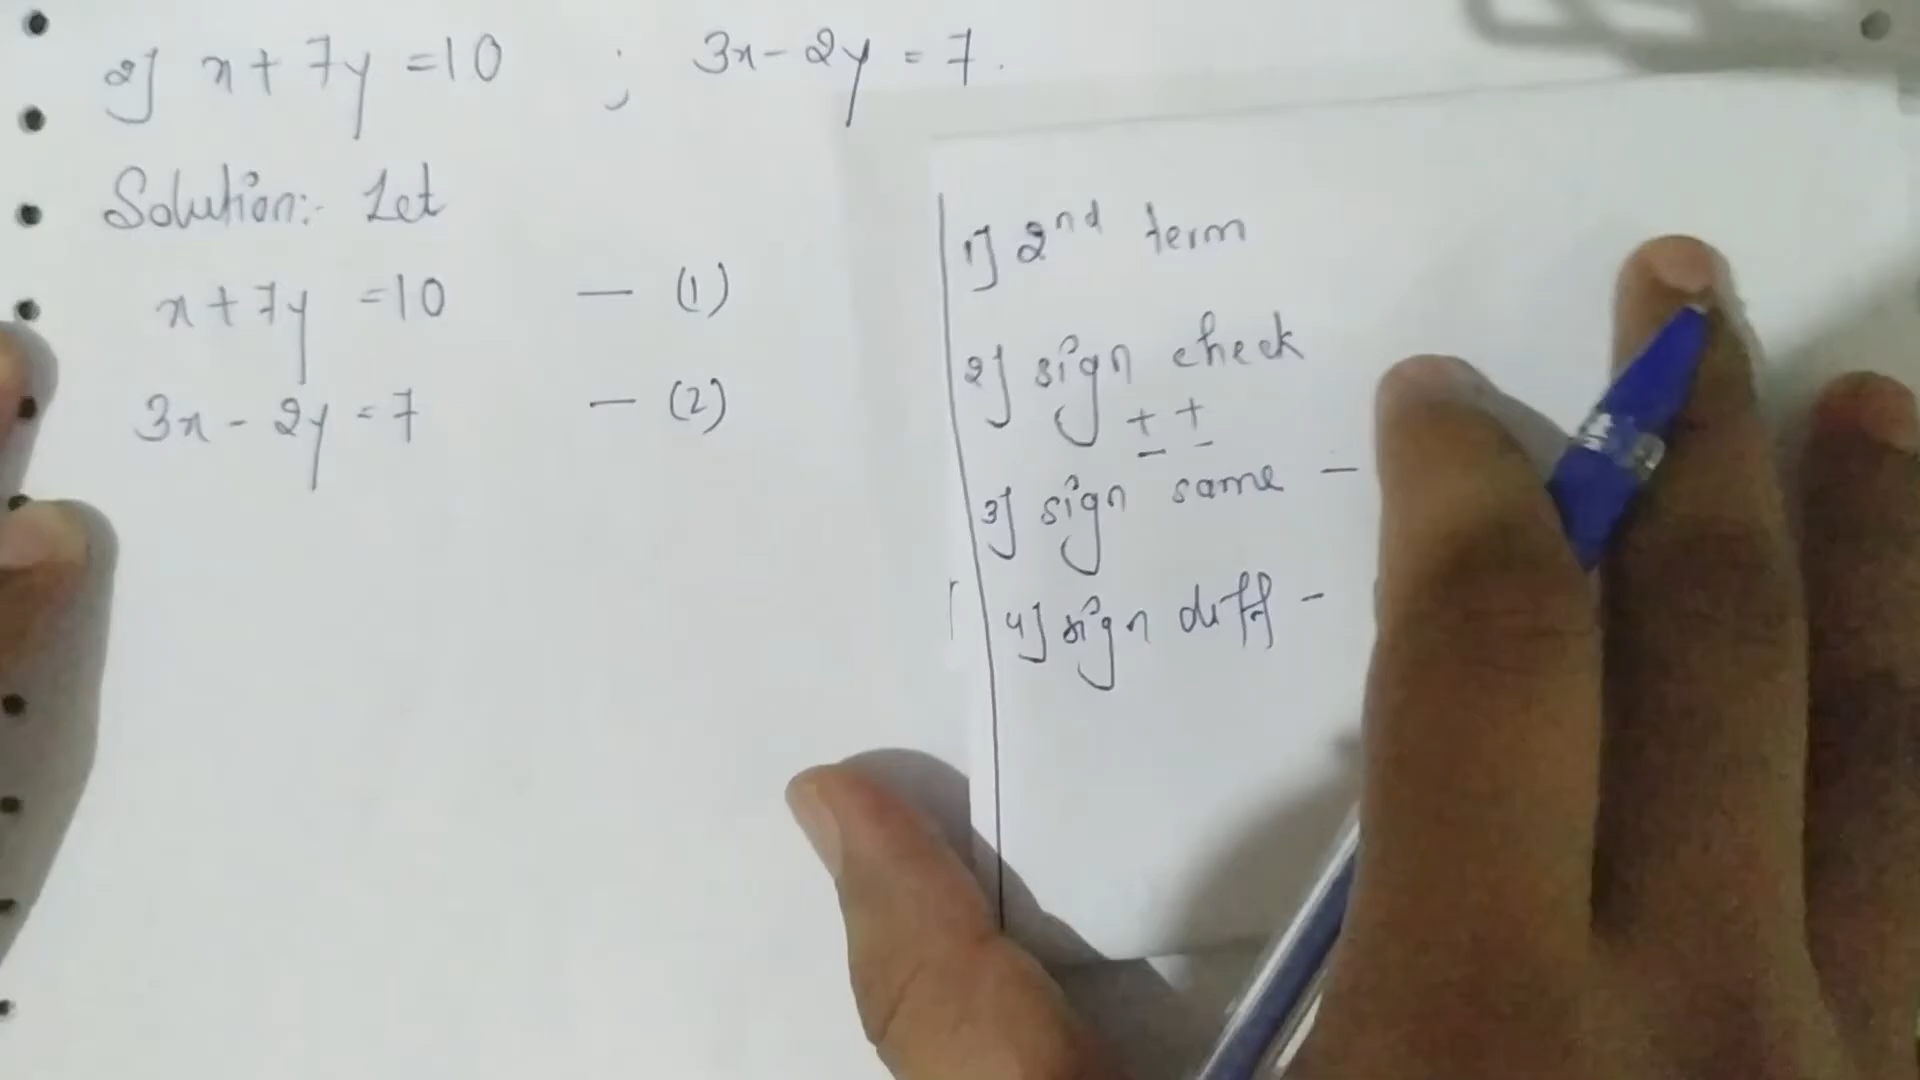 2] x + 7y = 10 ; 3x - 2y = 7.
Solution:- Let
x + 7y = 10 — (1)
3x - 2y = 7 — (2)
1] 2nd term
2] sign check
+ +
- -
3] sign same -
4] sign diff -